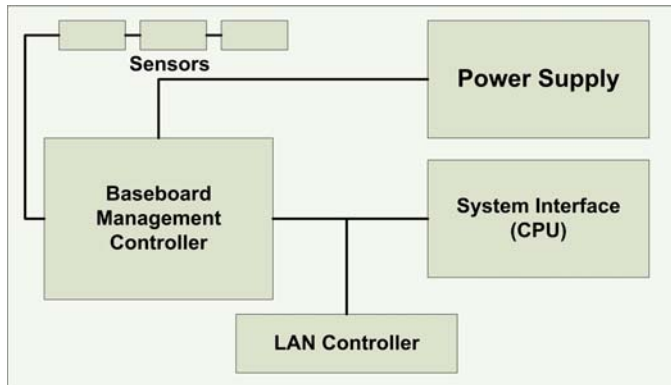 Sensors
Power Supply
Baseboard
Management
Controller
System Interface
(CPU)
LAN Controller